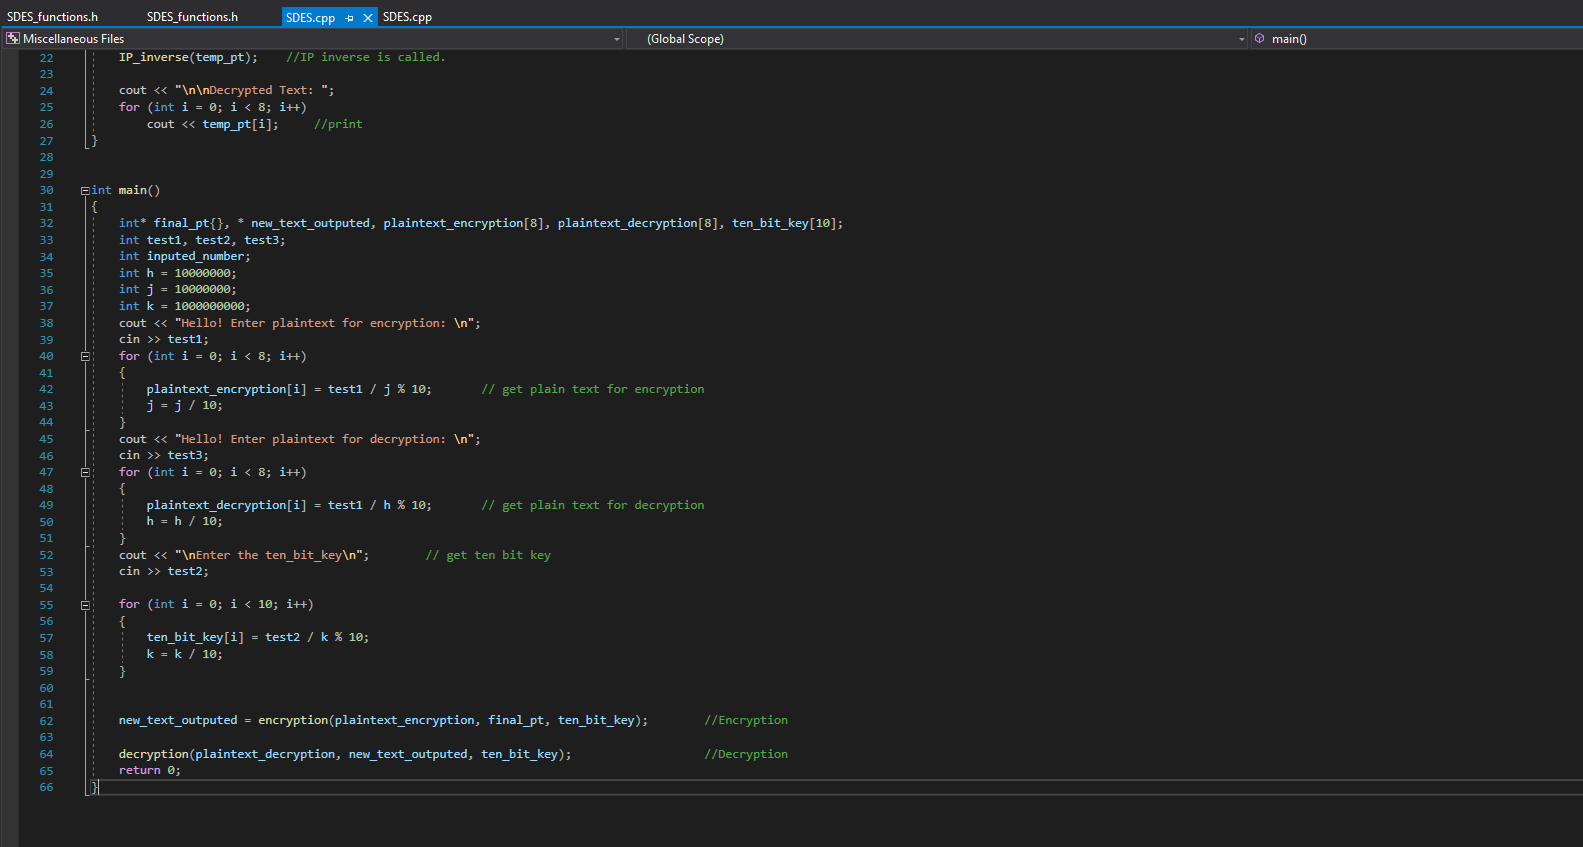 SDES_functions.h SDES_functions.h SDES.cpp SDES.cpp
Miscellaneous Files (Global Scope) main()
22 IP_inverse(temp_pt); //IP inverse is called.
23
24 cout << "\n\nDecrypted Text: ";
25 for (int i = 0; i < 8; i++)
26 cout << temp_pt[i]; //print
27 }
28
29
30 int main()
31 {
32 int* final_pt{}, * new_text_outputed, plaintext_encryption[8], plaintext_decryption[8], ten_bit_key[10];
33 int test1, test2, test3;
34 int inputed_number;
35 int h = 10000000;
36 int j = 10000000;
37 int k = 1000000000;
38 cout << "Hello! Enter plaintext for encryption: \n";
39 cin >> test1;
40 for (int i = 0; i < 8; i++)
41 {
42 plaintext_encryption[i] = test1 / j % 10; // get plain text for encryption
43 j = j / 10;
44 }
45 cout << "Hello! Enter plaintext for decryption: \n";
46 cin >> test3;
47 for (int i = 0; i < 8; i++)
48 {
49 plaintext_decryption[i] = test1 / h % 10; // get plain text for decryption
50 h = h / 10;
51 }
52 cout << "\nEnter the ten_bit_key\n"; // get ten bit key
53 cin >> test2;
54
55 for (int i = 0; i < 10; i++)
56 {
57 ten_bit_key[i] = test2 / k % 10;
58 k = k / 10;
59 }
60
61
62 new_text_outputed = encryption(plaintext_encryption, final_pt, ten_bit_key); //Encryption
63
64 decryption(plaintext_decryption, new_text_outputed, ten_bit_key); //Decryption
65 return 0;
66 }